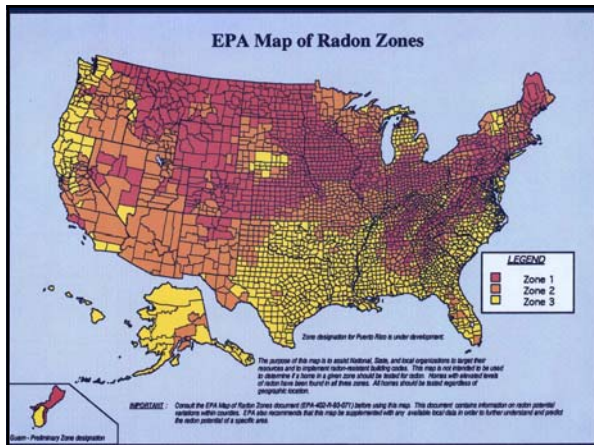 EPA Map of Radon Zones
LEGEND
Zone 1
Zone 2
Zone 3
Zone designation for Puerto Rico is under development.
The purpose of this map is to assist National, State, and local organizations to target their
resources and to implement radon-resistant building codes. This map is not intended to be used
to determine if a home in a given zone should be tested for radon. Homes with elevated levels
of radon have been found in all three zones. All homes should be tested regardless of
geographic location.
IMPORTANT : Consult the EPA Map of Radon Zones document (EPA-402-R-93-071) before using this map. This document contains information on radon potential
variations within counties. EPA also recommends that this map be supplemented with any available local data in order to further understand and predict
the radon potential of a specific area.
Guam - Preliminary Zone designation